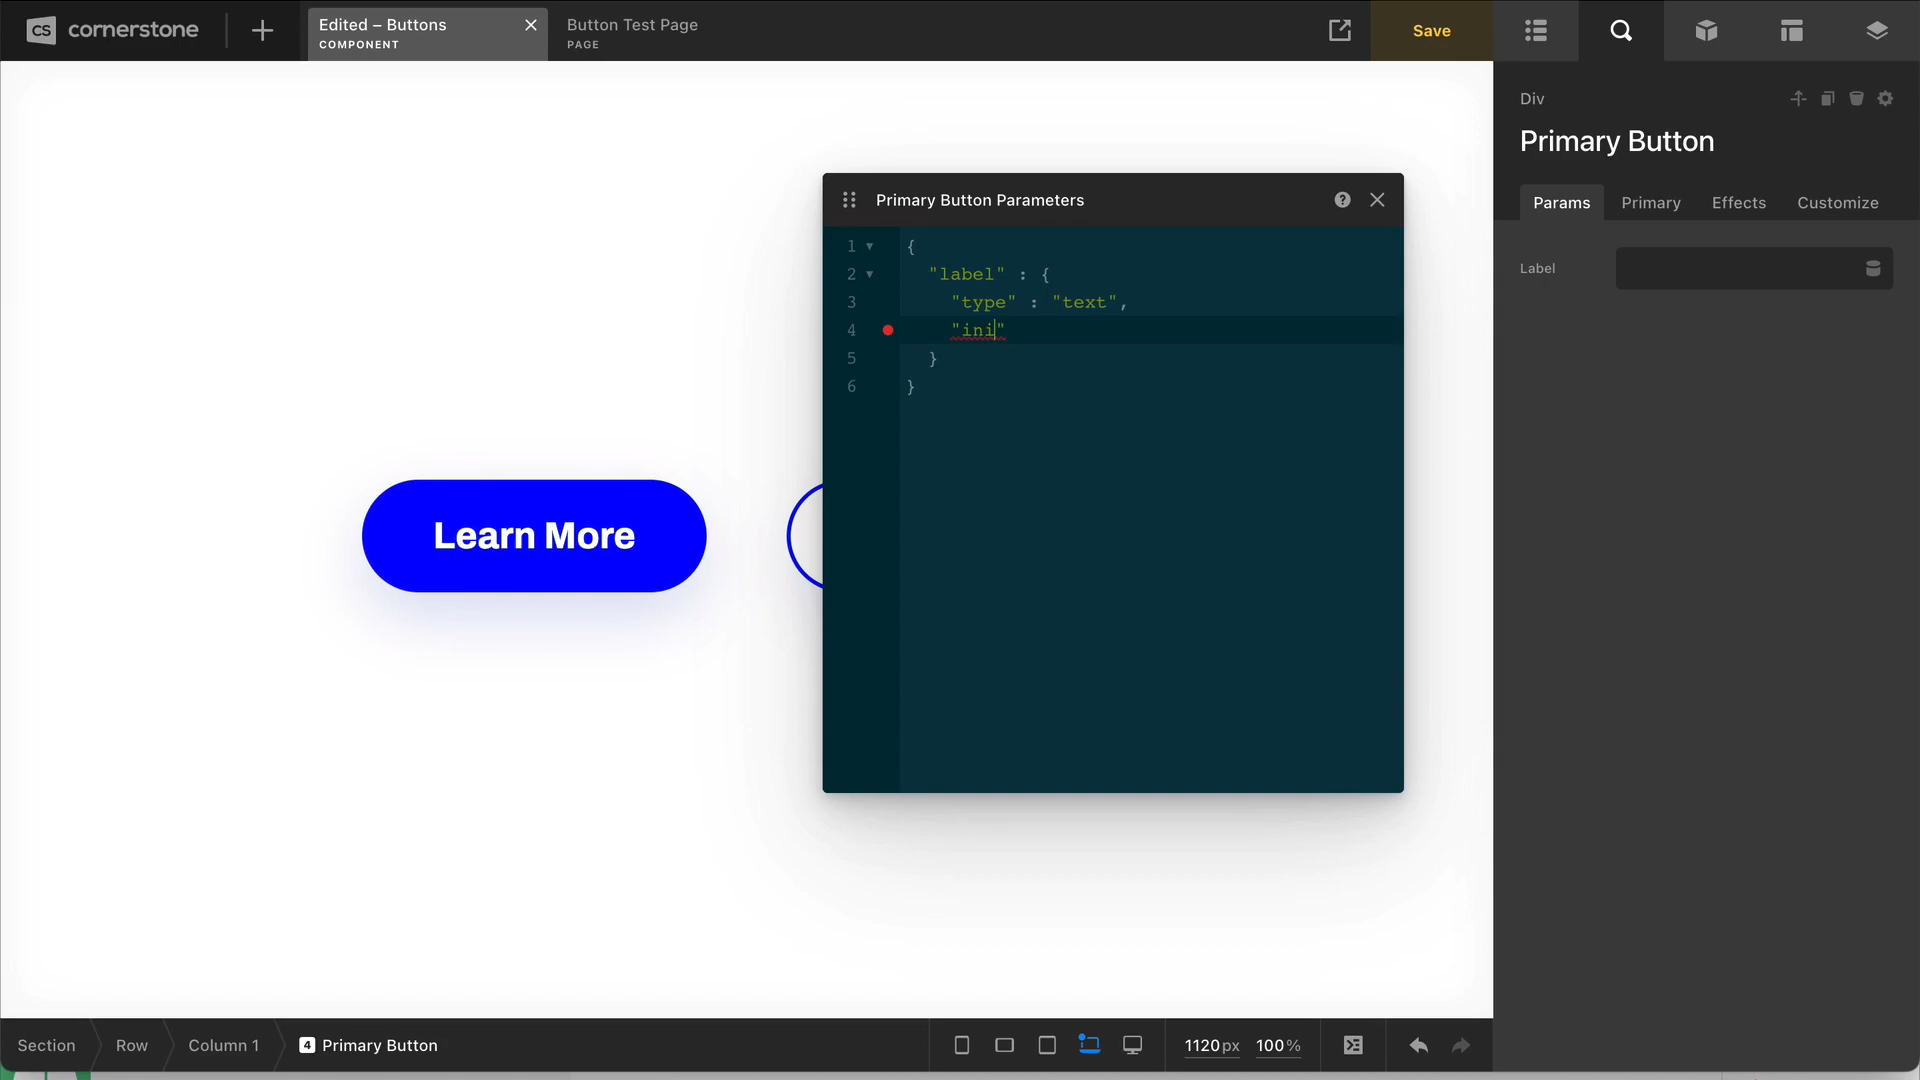 CS cornerstone
Edited – Buttons
COMPONENT
Button Test Page
PAGE
Save
Div
Primary Button
Params Primary Effects Customize
Label
Primary Button Parameters
1 {
2 "label" : {
3 "type" : "text",
4 "ini"
5 }
6 }
Learn More
Section Row Column 1 4 Primary Button
1120px 100%